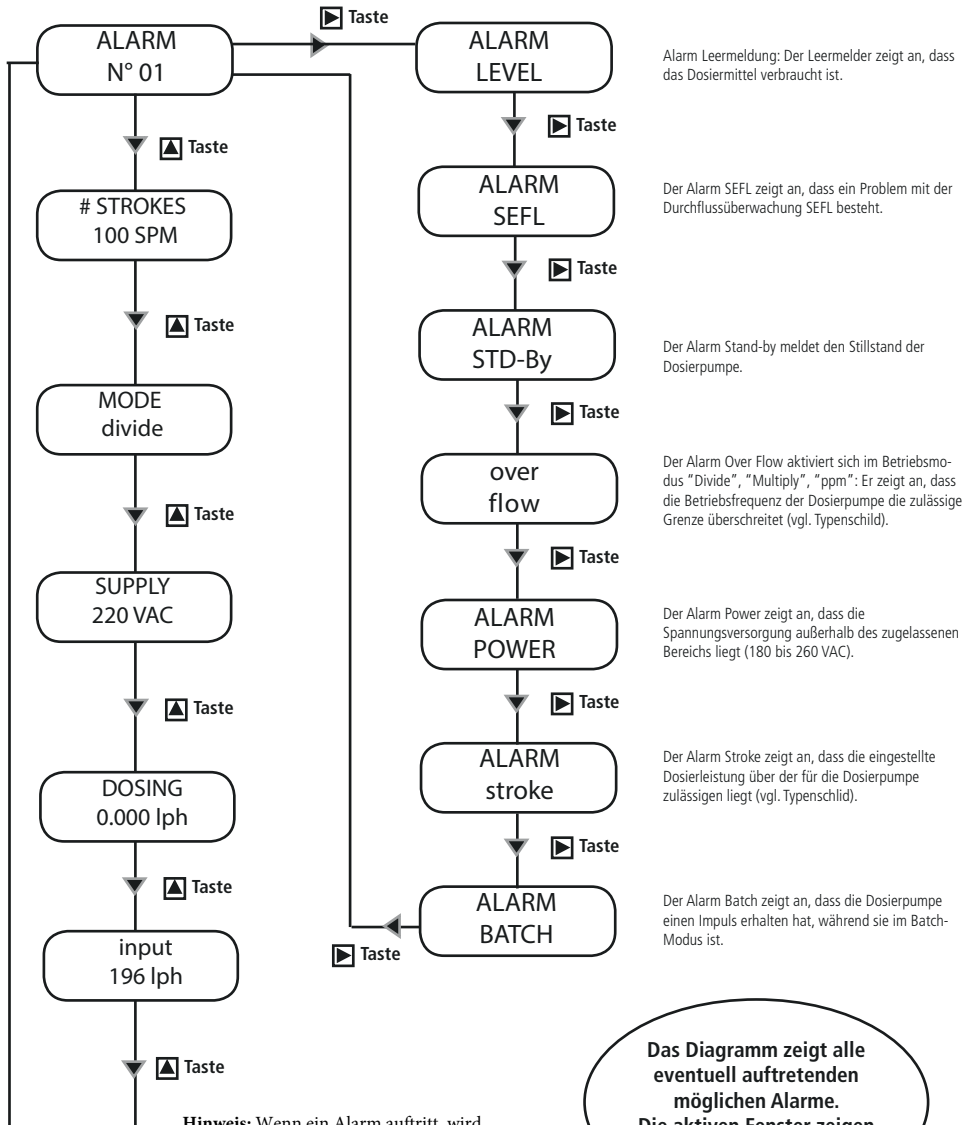 Taste
ALARM
N° 01
Taste
# STROKES
100 SPM
Taste
MODE
divide
Taste
SUPPLY
220 VAC
Taste
DOSING
0.000 lph
Taste
input
196 lph
Taste
ALARM
LEVEL
Taste
ALARM
SEFL
Taste
ALARM
STD-By
Taste
over
flow
Taste
ALARM
POWER
Taste
ALARM
stroke
Taste
ALARM
BATCH
Taste
Alarm Leermeldung: Der Leermelder zeigt an, dass
das Dosiermittel verbraucht ist.
Der Alarm SEFL zeigt an, dass ein Problem mit der
Durchflussüberwachung SEFL besteht.
Der Alarm Stand-by meldet den Stillstand der
Dosierpumpe.
Der Alarm Over Flow aktiviert sich im Betriebsmo-
dus “Divide”, “Multiply”, “ppm”: Er zeigt an, dass
die Betriebsfrequenz der Dosierpumpe die zulässige
Grenze überschreitet (vgl. Typenschild).
Der Alarm Power zeigt an, dass die
Spannungsversorgung außerhalb des zugelassenen
Bereichs liegt (180 bis 260 VAC).
Der Alarm Stroke zeigt an, dass die eingestellte
Dosierleistung über der für die Dosierpumpe
zulässigen liegt (vgl. Typenschlid).
Der Alarm Batch zeigt an, dass die Dosierpumpe
einen Impuls erhalten hat, während sie im Batch-
Modus ist.
Hinweis: Wenn ein Alarm auftritt, wird
Das Diagramm zeigt alle
eventuell auftretenden
möglichen Alarme.
Die aktiven Fenster zeigen